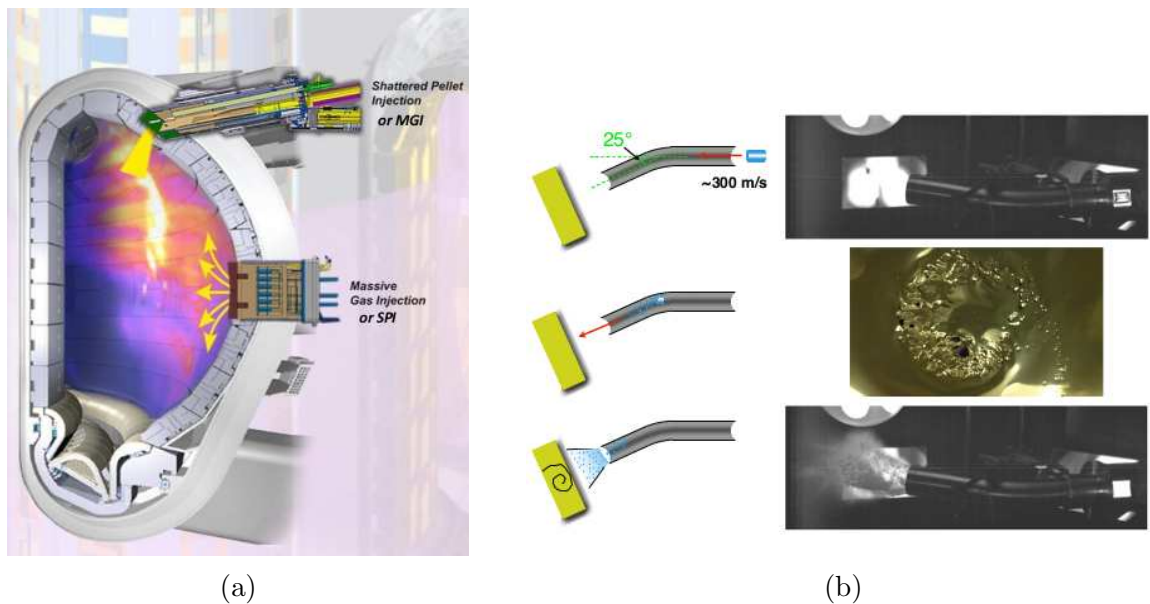 Shattered Pellet
Injection
or MGI
Massive
Gas Injection
or SPI
25°
~300 m/s
(a)
(b)